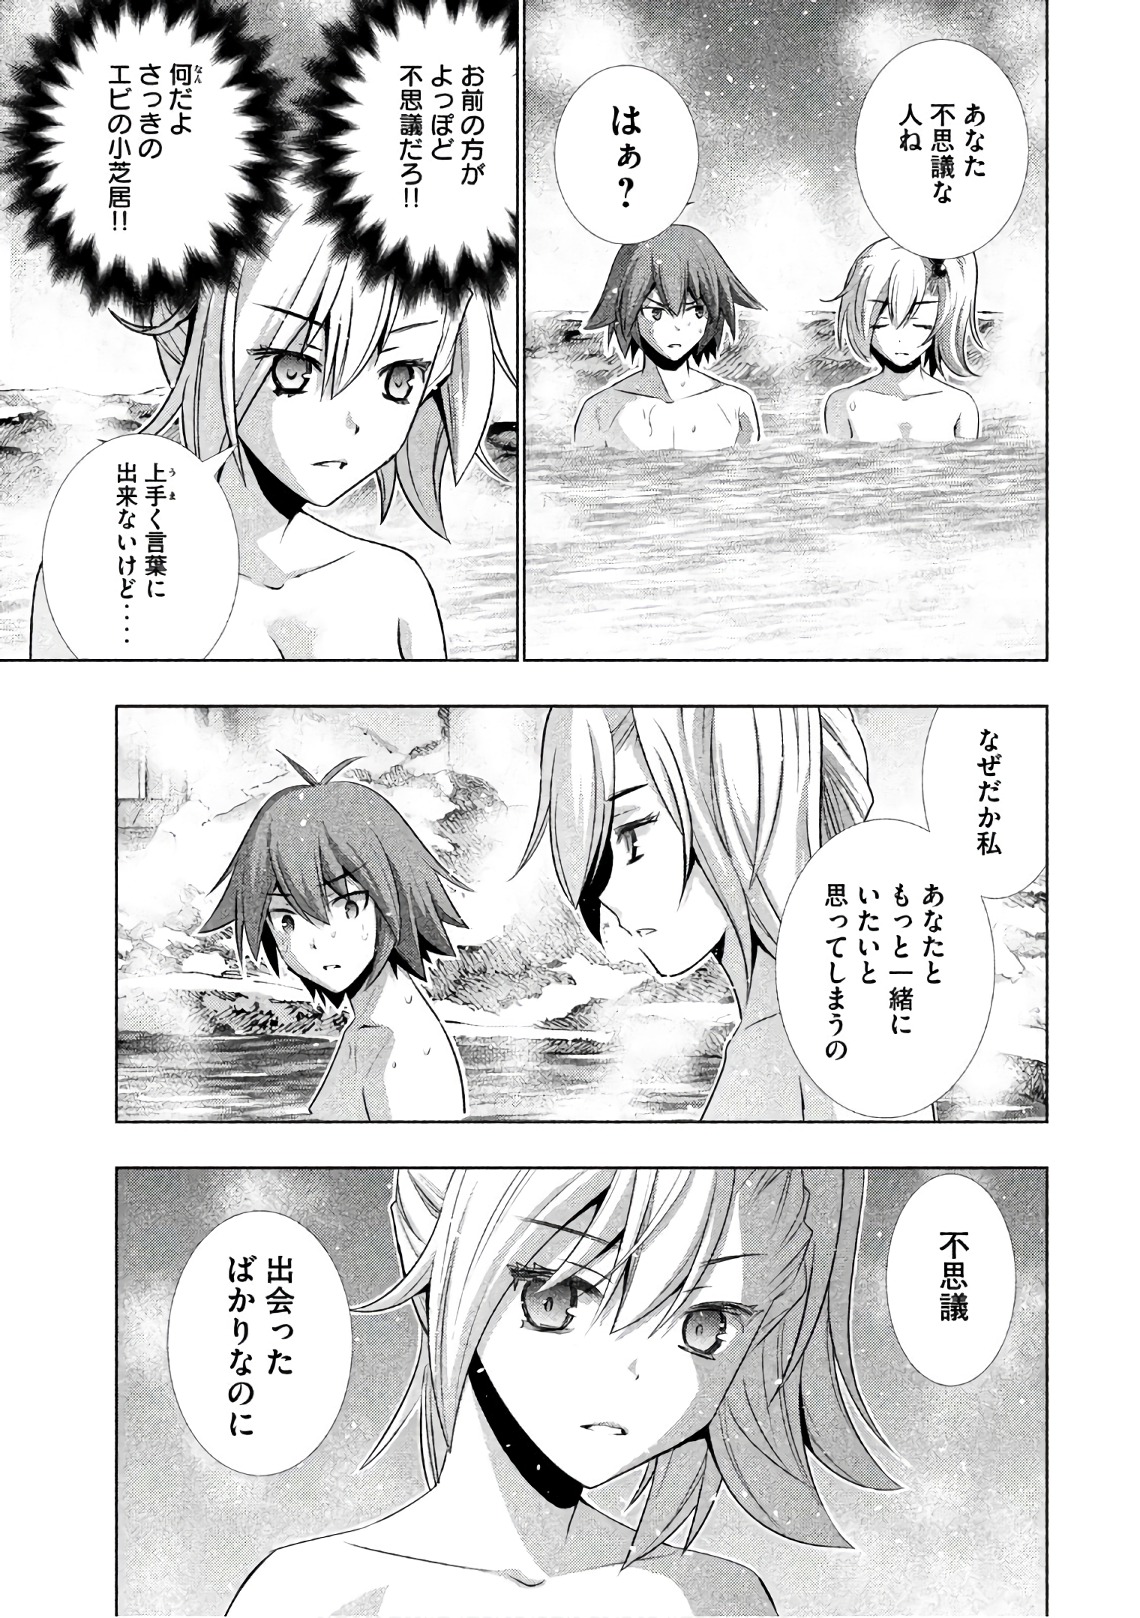 あなた
不思議な
人ね
はぁ？
お前の方が
よっぽど
不思議だろ!!
何だよ
なん
さっきの
エビの小芝居!!
上手く言葉に
うま
出来ないけど‥‥‥
なぜだか私
あなたと
もっと一緒に
いたいと
思ってしまうの
不思議
出会った
ばかりなのに